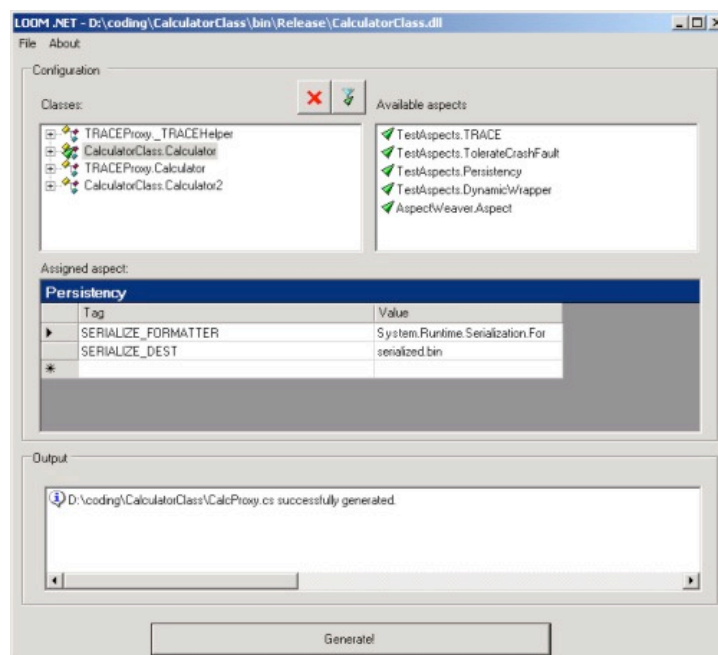 LOOM .NET - D:\coding\CalculatorClass\bin\Release\CalculatorClass.dll
File About
Configuration
Classes:
Available aspects
TRACEProxy._TRACEHelper
CalculatorClass.Calculator
TRACEProxy.Calculator
CalculatorClass.Calculator2
TestAspects.TRACE
TestAspects.TolerateCrashFault
TestAspects.Persistency
TestAspects.DynamicWrapper
AspectWeaver.Aspect
Assigned aspect:
Persistency
Tag Value
SERIALIZE_FORMATTER System.Runtime.Serialization.For
SERIALIZE_DEST serialized.bin
Output
D:\coding\CalculatorClass\CalcProxy.cs successfully generated.
Generate!